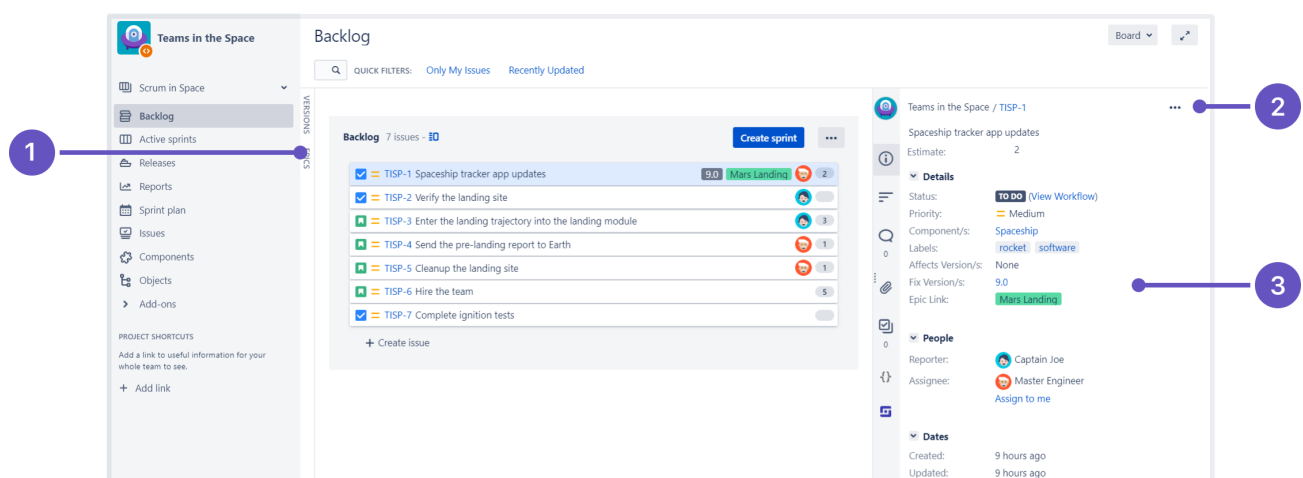 Teams in the Space
Scrum in Space
Backlog
Active sprints
Releases
Reports
Sprint plan
Issues
Components
Objects
Add-ons
PROJECT SHORTCUTS
Add a link to useful information for your
whole team to see.
+ Add link
1
Backlog
Board
QUICK FILTERS: Only My Issues Recently Updated
VERSIONS
EPICS
Backlog 7 issues -
Create sprint
TISP-1 Spaceship tracker app updates 9.0 Mars Landing 2
TISP-2 Verify the landing site
TISP-3 Enter the landing trajectory into the landing module 3
TISP-4 Send the pre-landing report to Earth 1
TISP-5 Cleanup the landing site 1
TISP-6 Hire the team 5
TISP-7 Complete ignition tests
+ Create issue
0
0
{}
Teams in the Space / TISP-1
2
Spaceship tracker app updates
Estimate: 2
Details
Status: TO DO (View Workflow)
Priority: Medium
Component/s: Spaceship
Labels: rocket software
Affects Version/s: None
Fix Version/s: 9.0
Epic Link: Mars Landing
3
People
Reporter: Captain Joe
Assignee: Master Engineer
Assign to me
Dates
Created: 9 hours ago
Updated: 9 hours ago